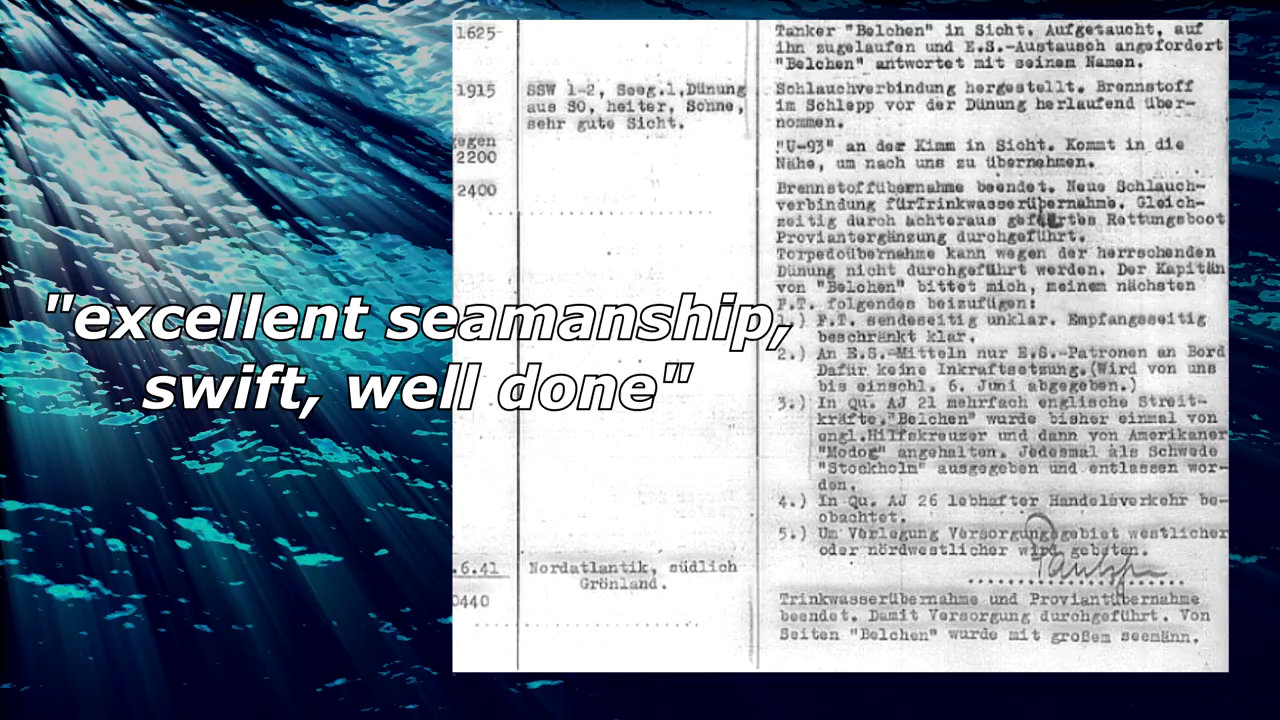 1625
Tanker "Belchen" in Sicht. Aufgetaucht, auf
ihn zugelaufen und E.S.-Austausch angefordert
"Belchen" antwortet mit seinem Namen.
1915
SSW 1-2, Seeg.1, Dünung
aus SO, heiter, Sonne,
sehr gute Sicht.
Schlauchverbindung hergestellt. Brennstoff
im Schlepp vor der Dünung herlaufend über-
nommen.
gegen
2200
"U-93" an der Kimm in Sicht. Kommt in die
Nähe, um nach uns zu übernehmen.
2400
Brennstoffübernahme beendet. Neue Schlauch-
verbindung fürTrinkwasserübernahme. Gleich-
zeitig durch achteraus Rettungsboot
Proviantergänzung durchgeführt.
Torpedoübernahme kann wegen der herrschenden
Dünung nicht durchgeführt werden. Der Kapitän
von "Belchen" bittet mich, meinem nächsten
F.T. folgendes beizufügen:
"excellent seamanship,
swift, well done"
) F.T. sendeseitig unklar. Empfangsseitig
beschränkt klar.
2.) An E.S.-Mitteln nur E.S.-Patronen an Bord
Dafür keine Inkraftsetzung.(Wird von uns
bis einschl. 6. Juni abgegeben.)
3.) In Qu. AJ 21 mehrfach englische Streit-
kräfte."Belchen" wurde bisher einmal von
engl.Hilfskreuzer und dann von Amerikaner
"Modoc" angehalten. Jedesmal als Schwede
"Stockholm" ausgegeben und entlassen wor-
den.
4.) In Qu. AJ 26 lebhafter Handelsverkehr be-
obachtet.
5.) Um Verlegung Versorgungsgebiet westlicher
oder nördwestlicher wird gebeten.
.6.41
Nordatlantik, südlich
Grönland.
0440
Trinkwasserübernahme und Proviantübernahme
beendet. Damit Versorgung durchgeführt. Von
Seiten "Belchen" wurde mit großem seemänn.